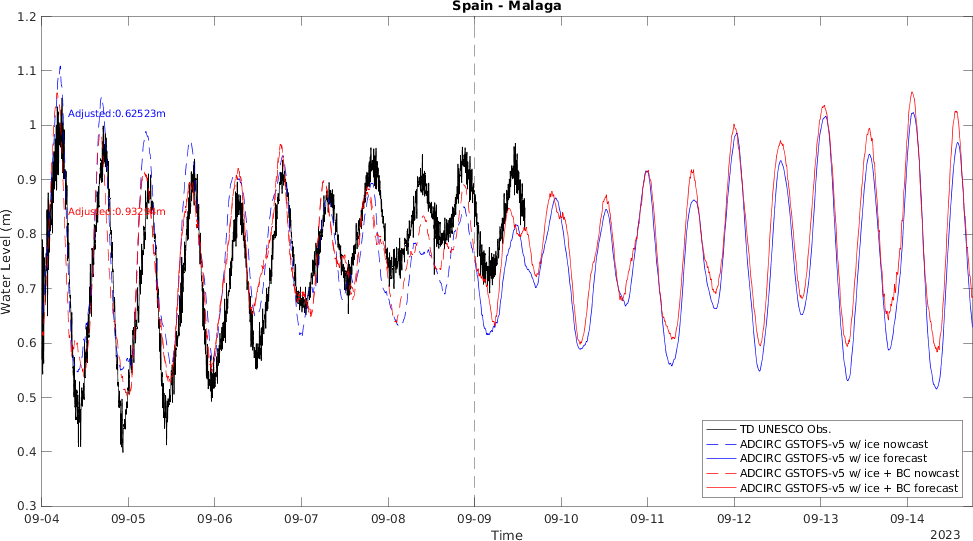 Spain - Malaga
1.2
1.1
1
0.9
0.8
0.7
0.6
0.5
0.4
0.3
Water Level (m)
Adjusted:0.62523m
09-04
09-05
09-06
09-07
09-08
09-09
09-10
09-11
09-12
09-13
09-14
Time
2023
TD UNESCO Obs.
ADCIRC GSTOFS-v5 w/ ice nowcast
ADCIRC GSTOFS-v5 w/ ice forecast
ADCIRC GSTOFS-v5 w/ ice + BC nowcast
ADCIRC GSTOFS-v5 w/ ice + BC forecast